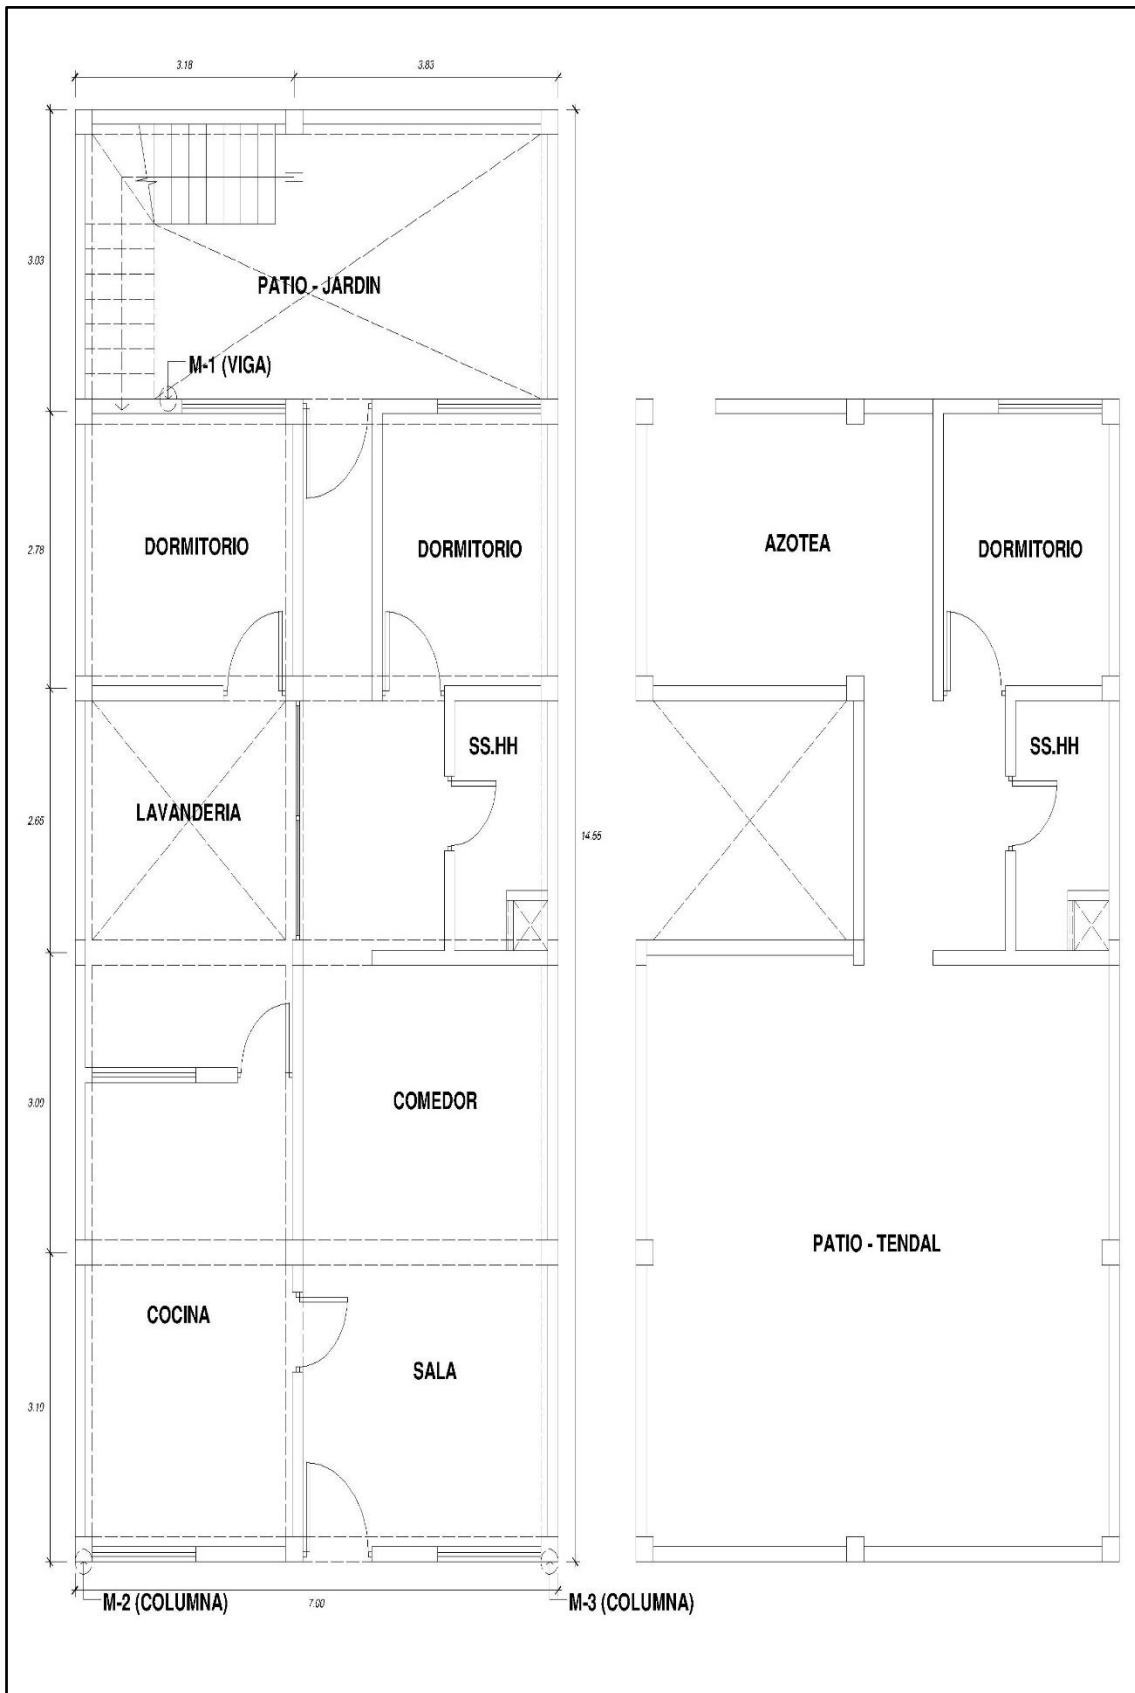 3.18
3.83
3.03
PATIO - JARDIN
M-1 (VIGA)
2.78
DORMITORIO
DORMITORIO
AZOTEA
DORMITORIO
SS.HH
SS.HH
LAVANDERIA
2.65
14.55
3.00
COMEDOR
PATIO - TENDAL
COCINA
SALA
3.10
M-2 (COLUMNA)
7.00
M-3 (COLUMNA)